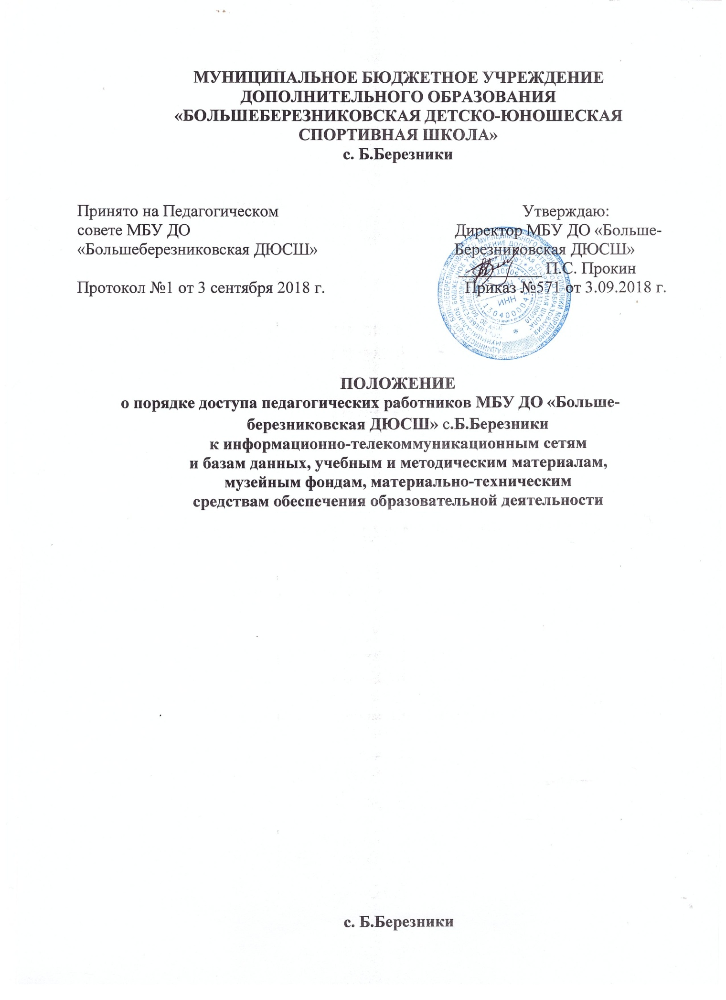 МУНИЦИПАЛЬНОЕ БЮДЖЕТНОЕ УЧРЕЖДЕНИЕ
ДОПОЛНИТЕЛЬНОГО ОБРАЗОВАНИЯ
«БОЛЬШЕБЕРЕЗНИКОВСКАЯ ДЕТСКО-ЮНОШЕСКАЯ
СПОРТИВНАЯ ШКОЛА»
с. Б.Березники
Принято на Педагогическом
совете МБУ ДО
«Большеберезниковская ДЮСШ»
Протокол №1 от 3 сентября 2018 г.
Утверждаю:
Директор МБУ ДО «Больше-
Березниковская ДЮСШ»
П.С. Прокин
Приказ №571 от 3.09.2018 г.
ИНН
ПОЛОЖЕНИЕ
о порядке доступа педагогических работников МБУ ДО «Больше-
березниковская ДЮСШ» с.Б.Березники
к информационно-телекоммуникационным сетям
и базам данных, учебным и методическим материалам,
музейным фондам, материально-техническим
средствам обеспечения образовательной деятельности
с. Б.Березники